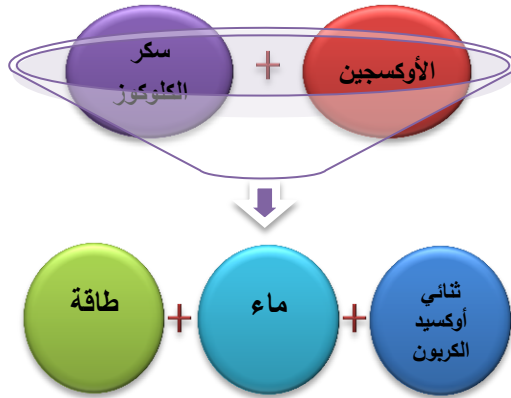 الأوكسجين
+
سكر
الكلوكوز
ثنائي
أوكسيد
الكربون
+
ماء
+
طاقة